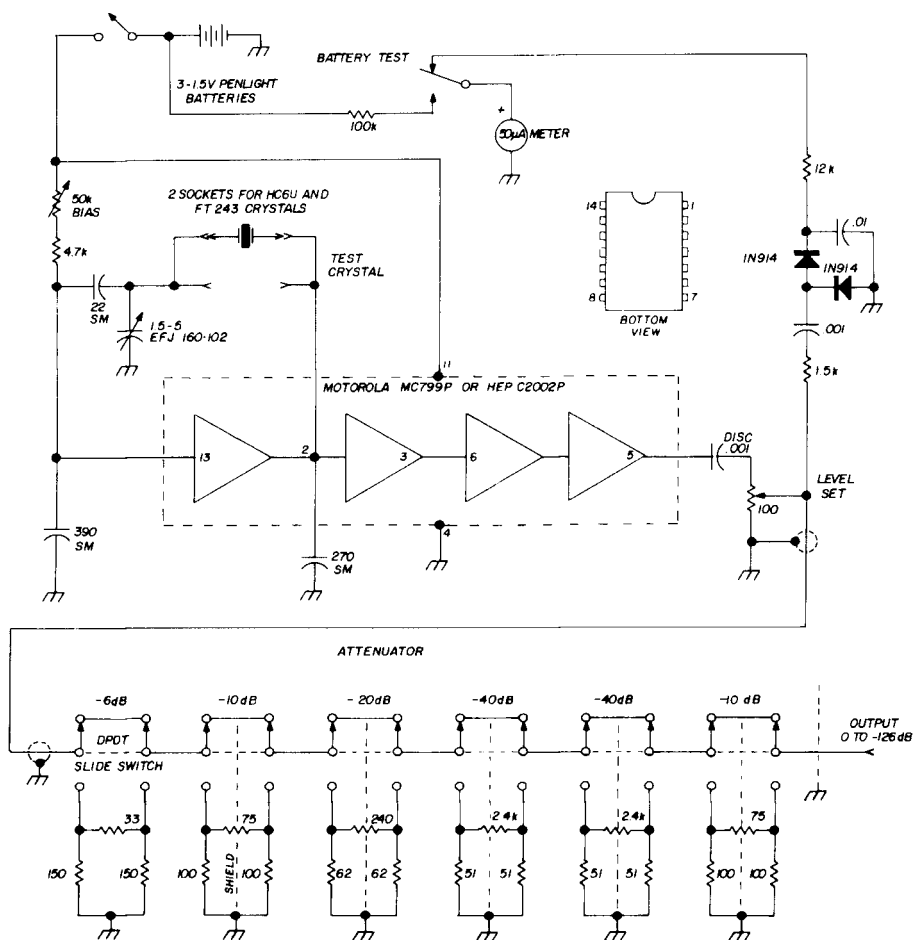 BATTERY TEST
3-1.5V PENLIGHT
BATTERIES
100k
+
50µA METER
12k
50k
BIAS
4.7k
2 SOCKETS FOR HC6U AND
FT 243 CRYSTALS
TEST
CRYSTAL
22
SM
1.5-5
EFJ 160-102
14
1
8
7
BOTTOM
VIEW
.01
1N914
1N914
.001
1.5k
11
MOTOROLA MC799P OR HEP C2002P
13
2
3
6
5
DISC
.001
LEVEL
SET
100
4
390
SM
270
SM
ATTENUATOR
-6dB
-10dB
-20dB
-40dB
-40dB
-10dB
DPDT
SLIDE SWITCH
OUTPUT
0 TO -126dB
33
75
240
2.4k
2.4k
75
150
150
100
SHIELD
100
62
62
51
51
51
51
100
100